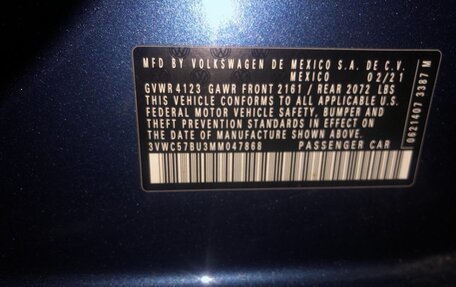 MFD BY VOLKSWAGEN DE MEXICO S.A. DE C.V.
MEXICO 02/21
GVWR 4123 GAWR FRONT 2161 / REAR 2072 LBS
THIS VEHICLE CONFORMS TO ALL APPLICABLE
FEDERAL MOTOR VEHICLE SAFETY, BUMPER AND
THEFT PREVENTION STANDARDS IN EFFECT ON
THE DATE OF MANUFACTURE SHOWN ABOVE.
3VWC57BU3MM047868 PASSENGER CAR
0621407 3387 M